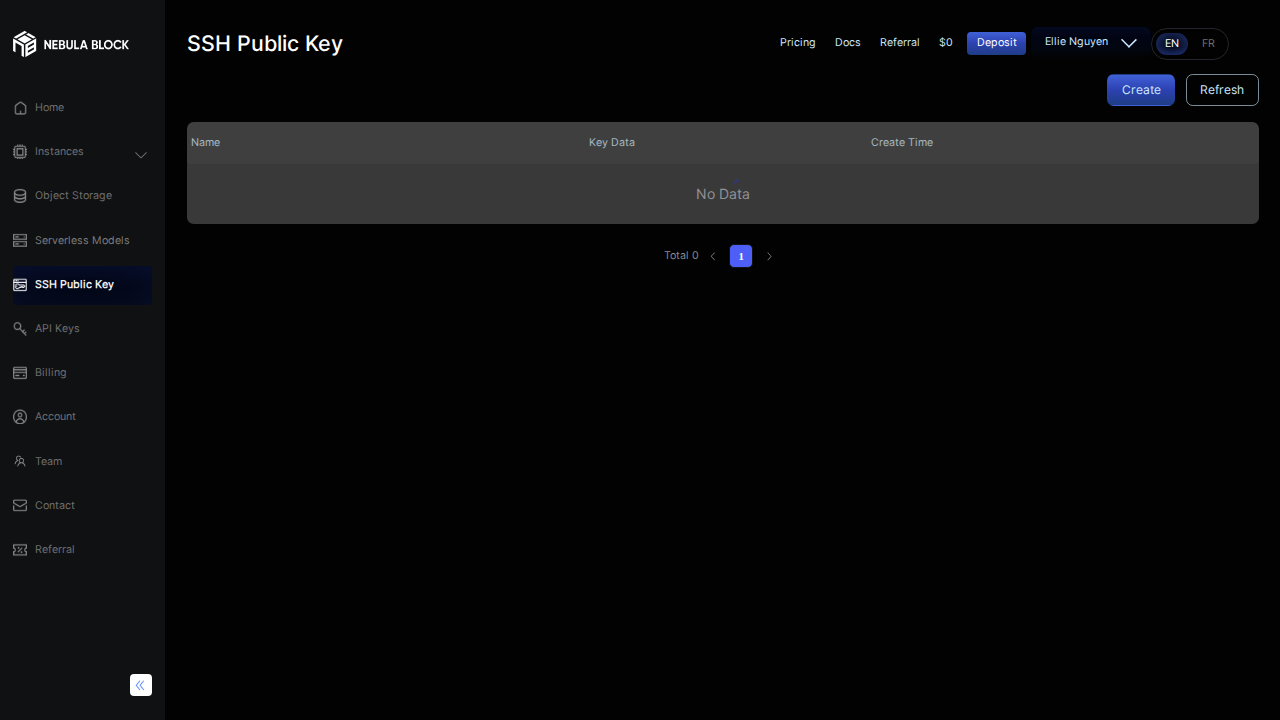 NEBULA BLOCK
Home
Instances
Object Storage
Serverless Models
SSH Public Key
API Keys
Billing
Account
Team
Contact
Referral
SSH Public Key
Pricing Docs Referral $0 Deposit Ellie Nguyen EN FR
Create Refresh
Name Key Data Create Time
No Data
Total 0 1